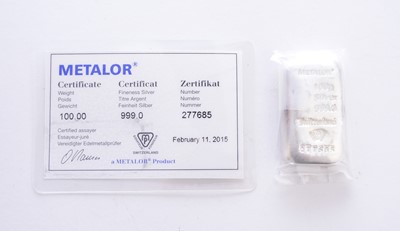 METALOR®
Certificate Certificat Zertifikat
Weight Fineness Silver Number
Poids Titre Argent Numéro
Gewicht Feinheit Silber Nummer
100.00 999.0 277685
Certified assayer
Essayeur-juré
Vereidigter Edelmetallprüfer
February 11, 2015
SWITZERLAND
a METALOR® Product